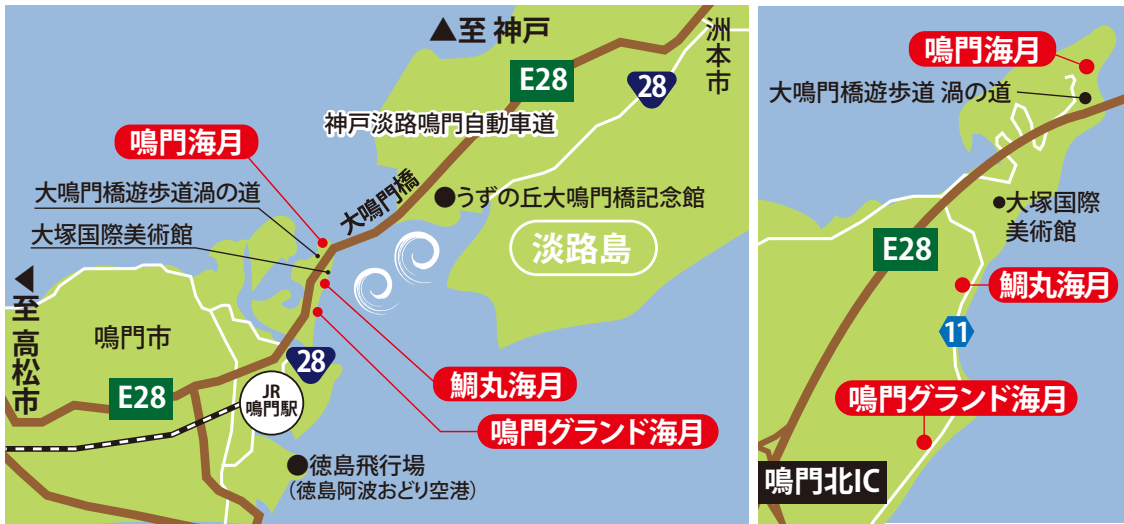 ▲至 神戸
洲本市
E28
28
神戸淡路鳴門自動車道
鳴門海月
大鳴門橋遊歩道渦の道
大鳴門橋
●うずの丘大鳴門橋記念館
大塚国際美術館
淡路島
◀至 高松市
鳴門市
28
鯛丸海月
E28
JR
鳴門駅
鳴門グランド海月
●徳島飛行場
(徳島阿波おどり空港)
鳴門海月
大鳴門橋遊歩道 渦の道
●大塚国際
美術館
E28
鯛丸海月
11
鳴門グランド海月
鳴門北IC